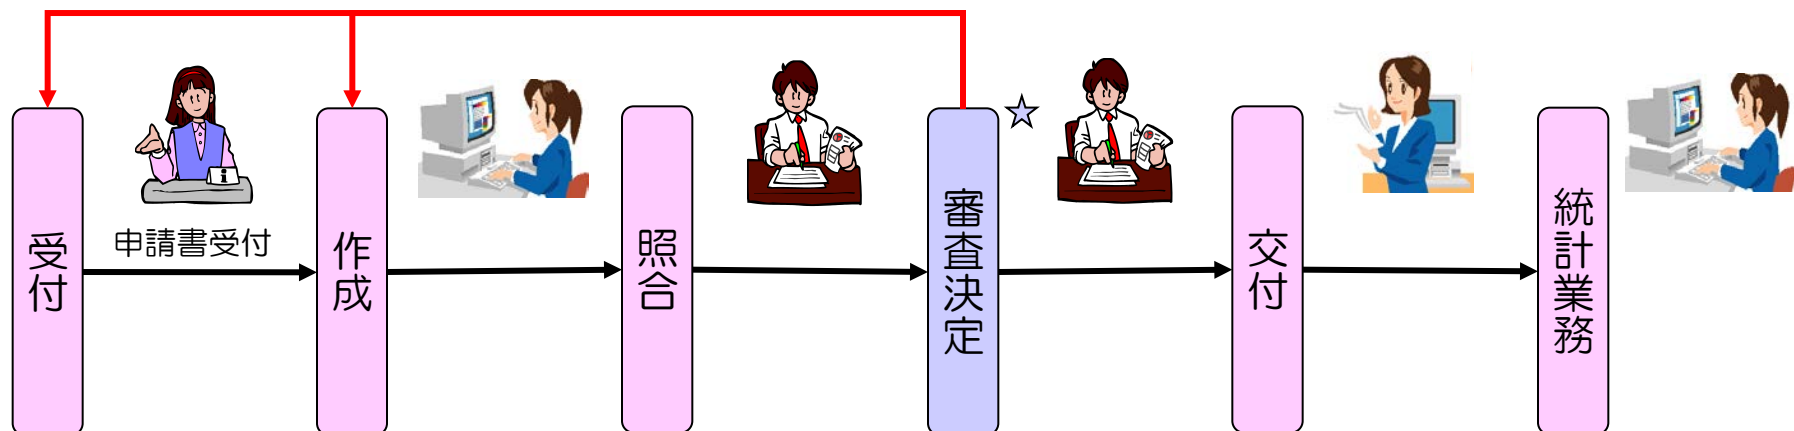 受付
申請書受付
作成
照合
審査決定
交付
統計業務